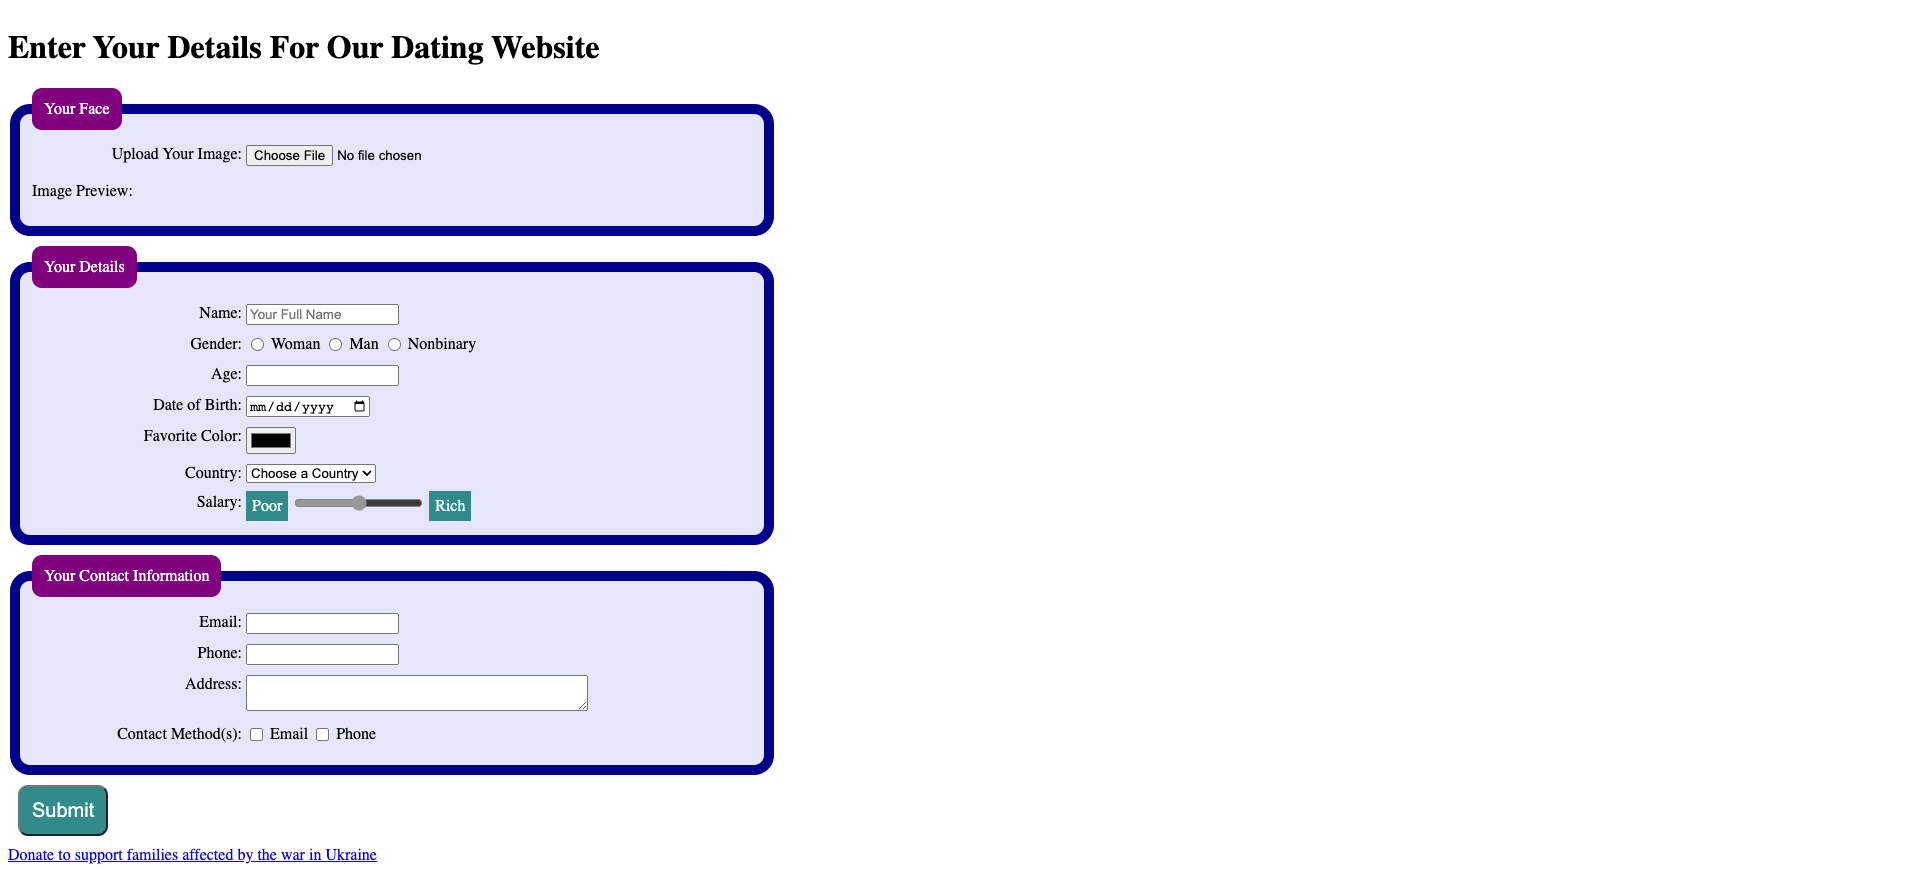 Enter Your Details For Our Dating Website
Your Face
Upload Your Image: Choose File No file chosen
Image Preview:
Your Details
Name: Your Full Name
Gender: Woman Man Nonbinary
Age:
Date of Birth: mm/dd/yyyy
Favorite Color:
Country: Choose a Country
Salary: Poor Rich
Your Contact Information
Email:
Phone:
Address:
Contact Method(s): Email Phone
Submit
Donate to support families affected by the war in Ukraine